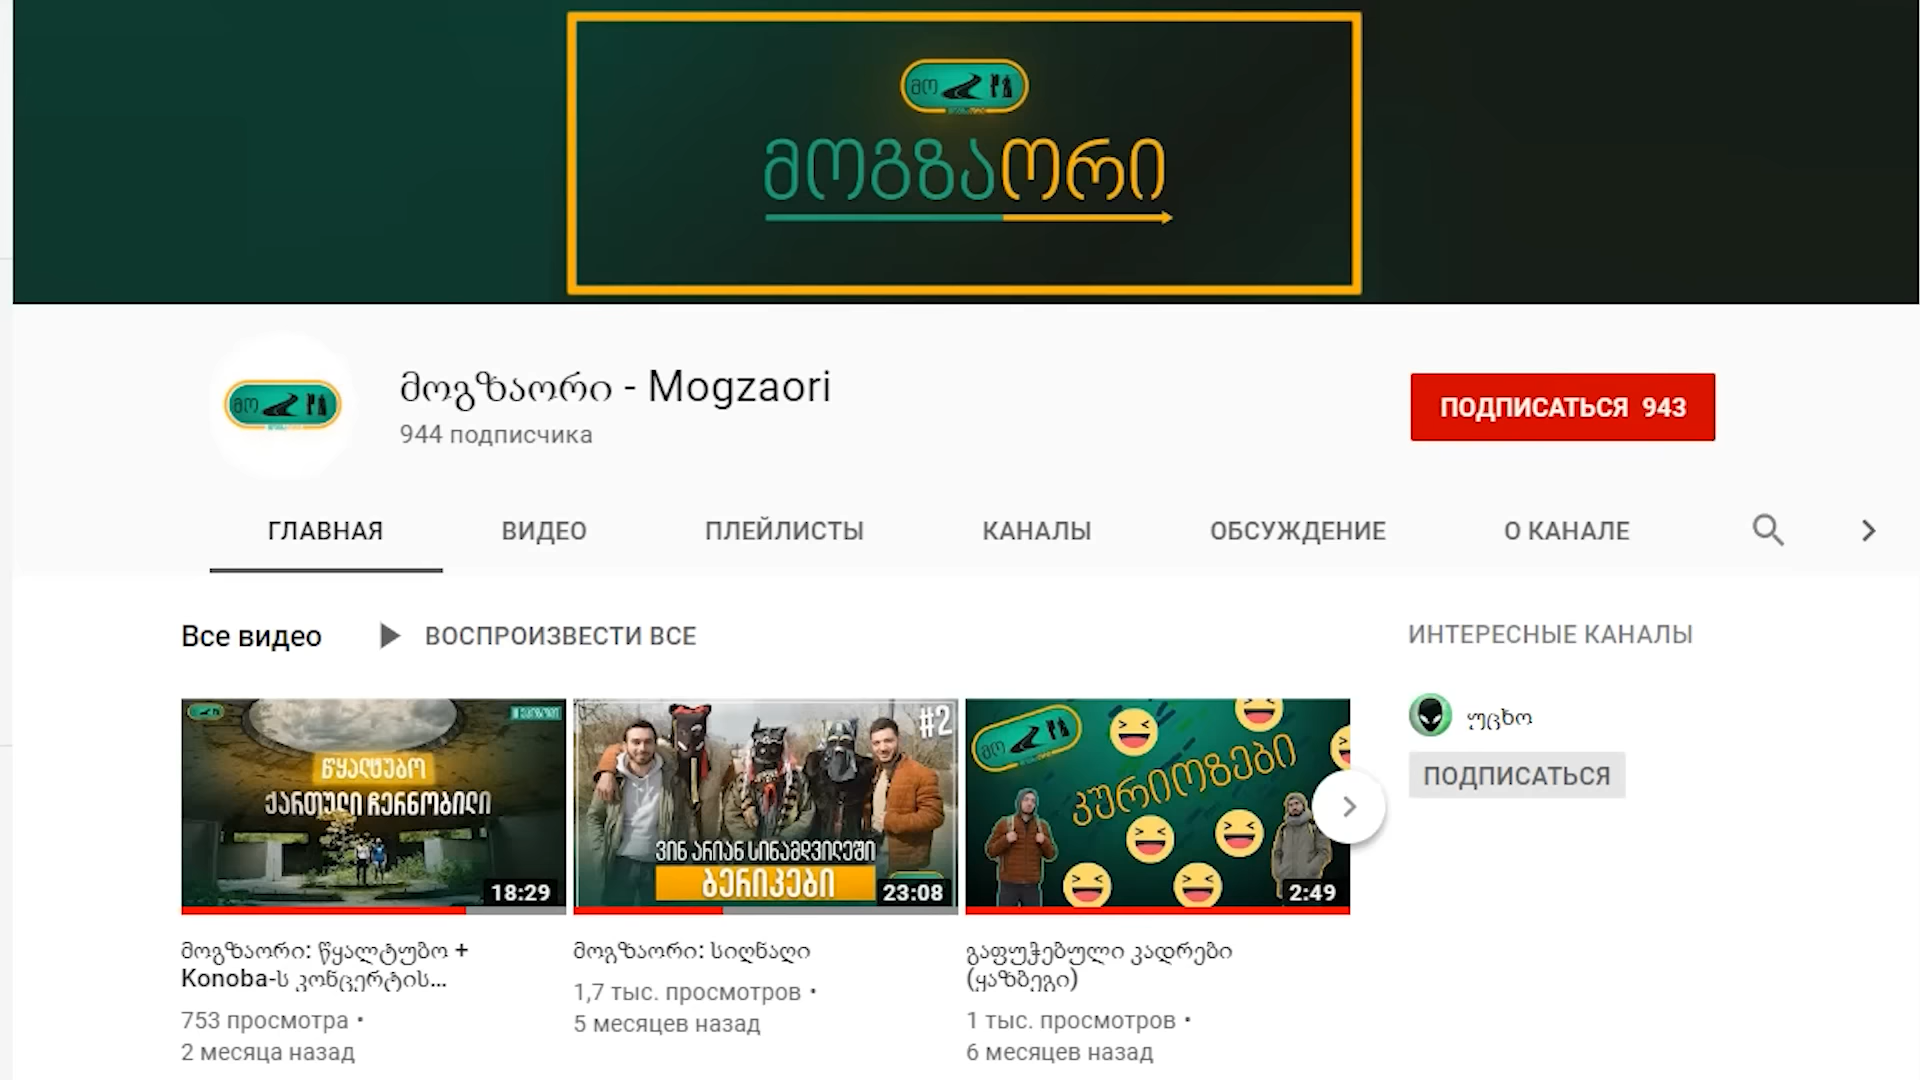 მო
მოგზაორი
მოგზაორი - Mogzaori
944 подписчика
ПОДПИСАТЬСЯ 943
ГЛАВНАЯ
ВИДЕО
ПЛЕЙЛИСТЫ
КАНАЛЫ
ОБСУЖДЕНИЕ
О КАНАЛЕ
Все видео
ВОСПРОИЗВЕСТИ ВСЕ
ИНТЕРЕСНЫЕ КАНАЛЫ
უცხო
ПОДПИСАТЬСЯ
წყალტუბო
ქართული ჩერნობილი
18:29
#2
ვინ არიან სინამდვილეში
ბერიკები
23:08
მო
კურიოზები
2:49
მოგზაორი: წყალტუბო +
Konoba-ს კონცერტის...
753 просмотра •
2 месяца назад
მოგზაორი: სიღნაღი
1,7 тыс. просмотров •
5 месяцев назад
გაფუჭებული კადრები
(ყაზბეგი)
1 тыс. просмотров •
6 месяцев назад